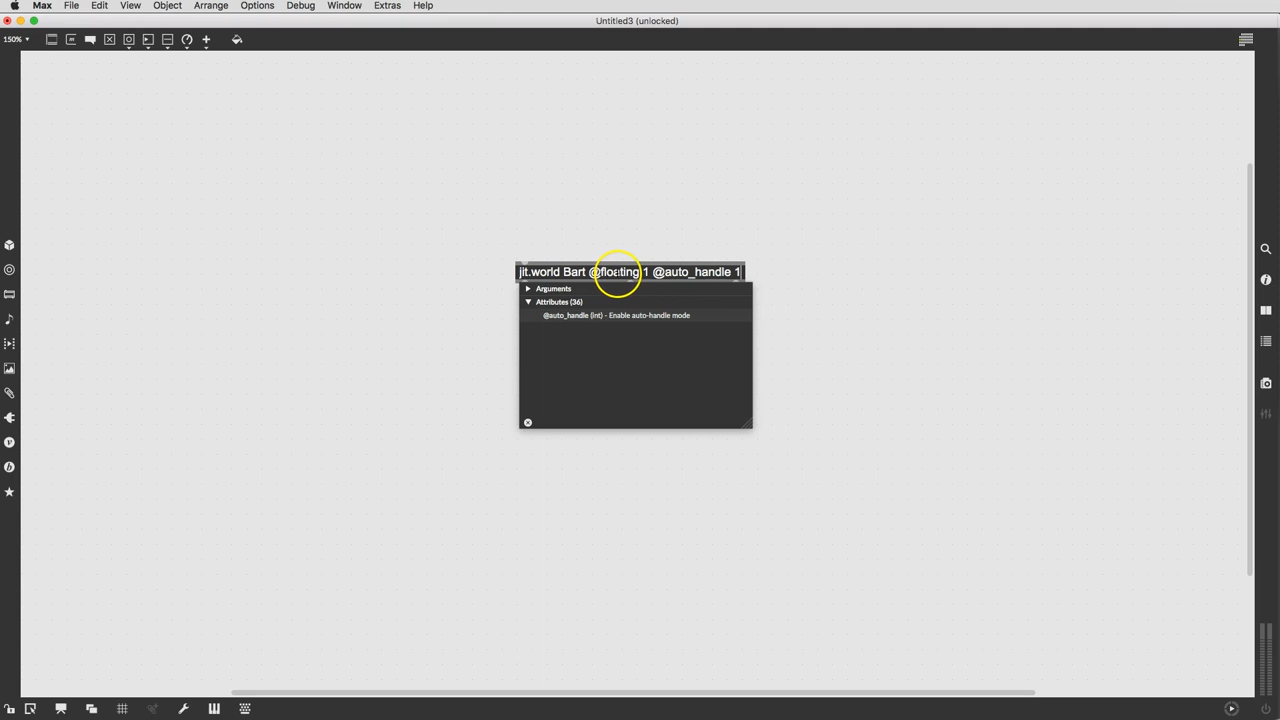 Max File Edit View Object Arrange Options Debug Window Extras Help
Untitled3 (unlocked)
150%
jit.world Bart @floating 1 @auto_handle 1
Arguments
Attributes (36)
@auto_handle (int) - Enable auto-handle mode